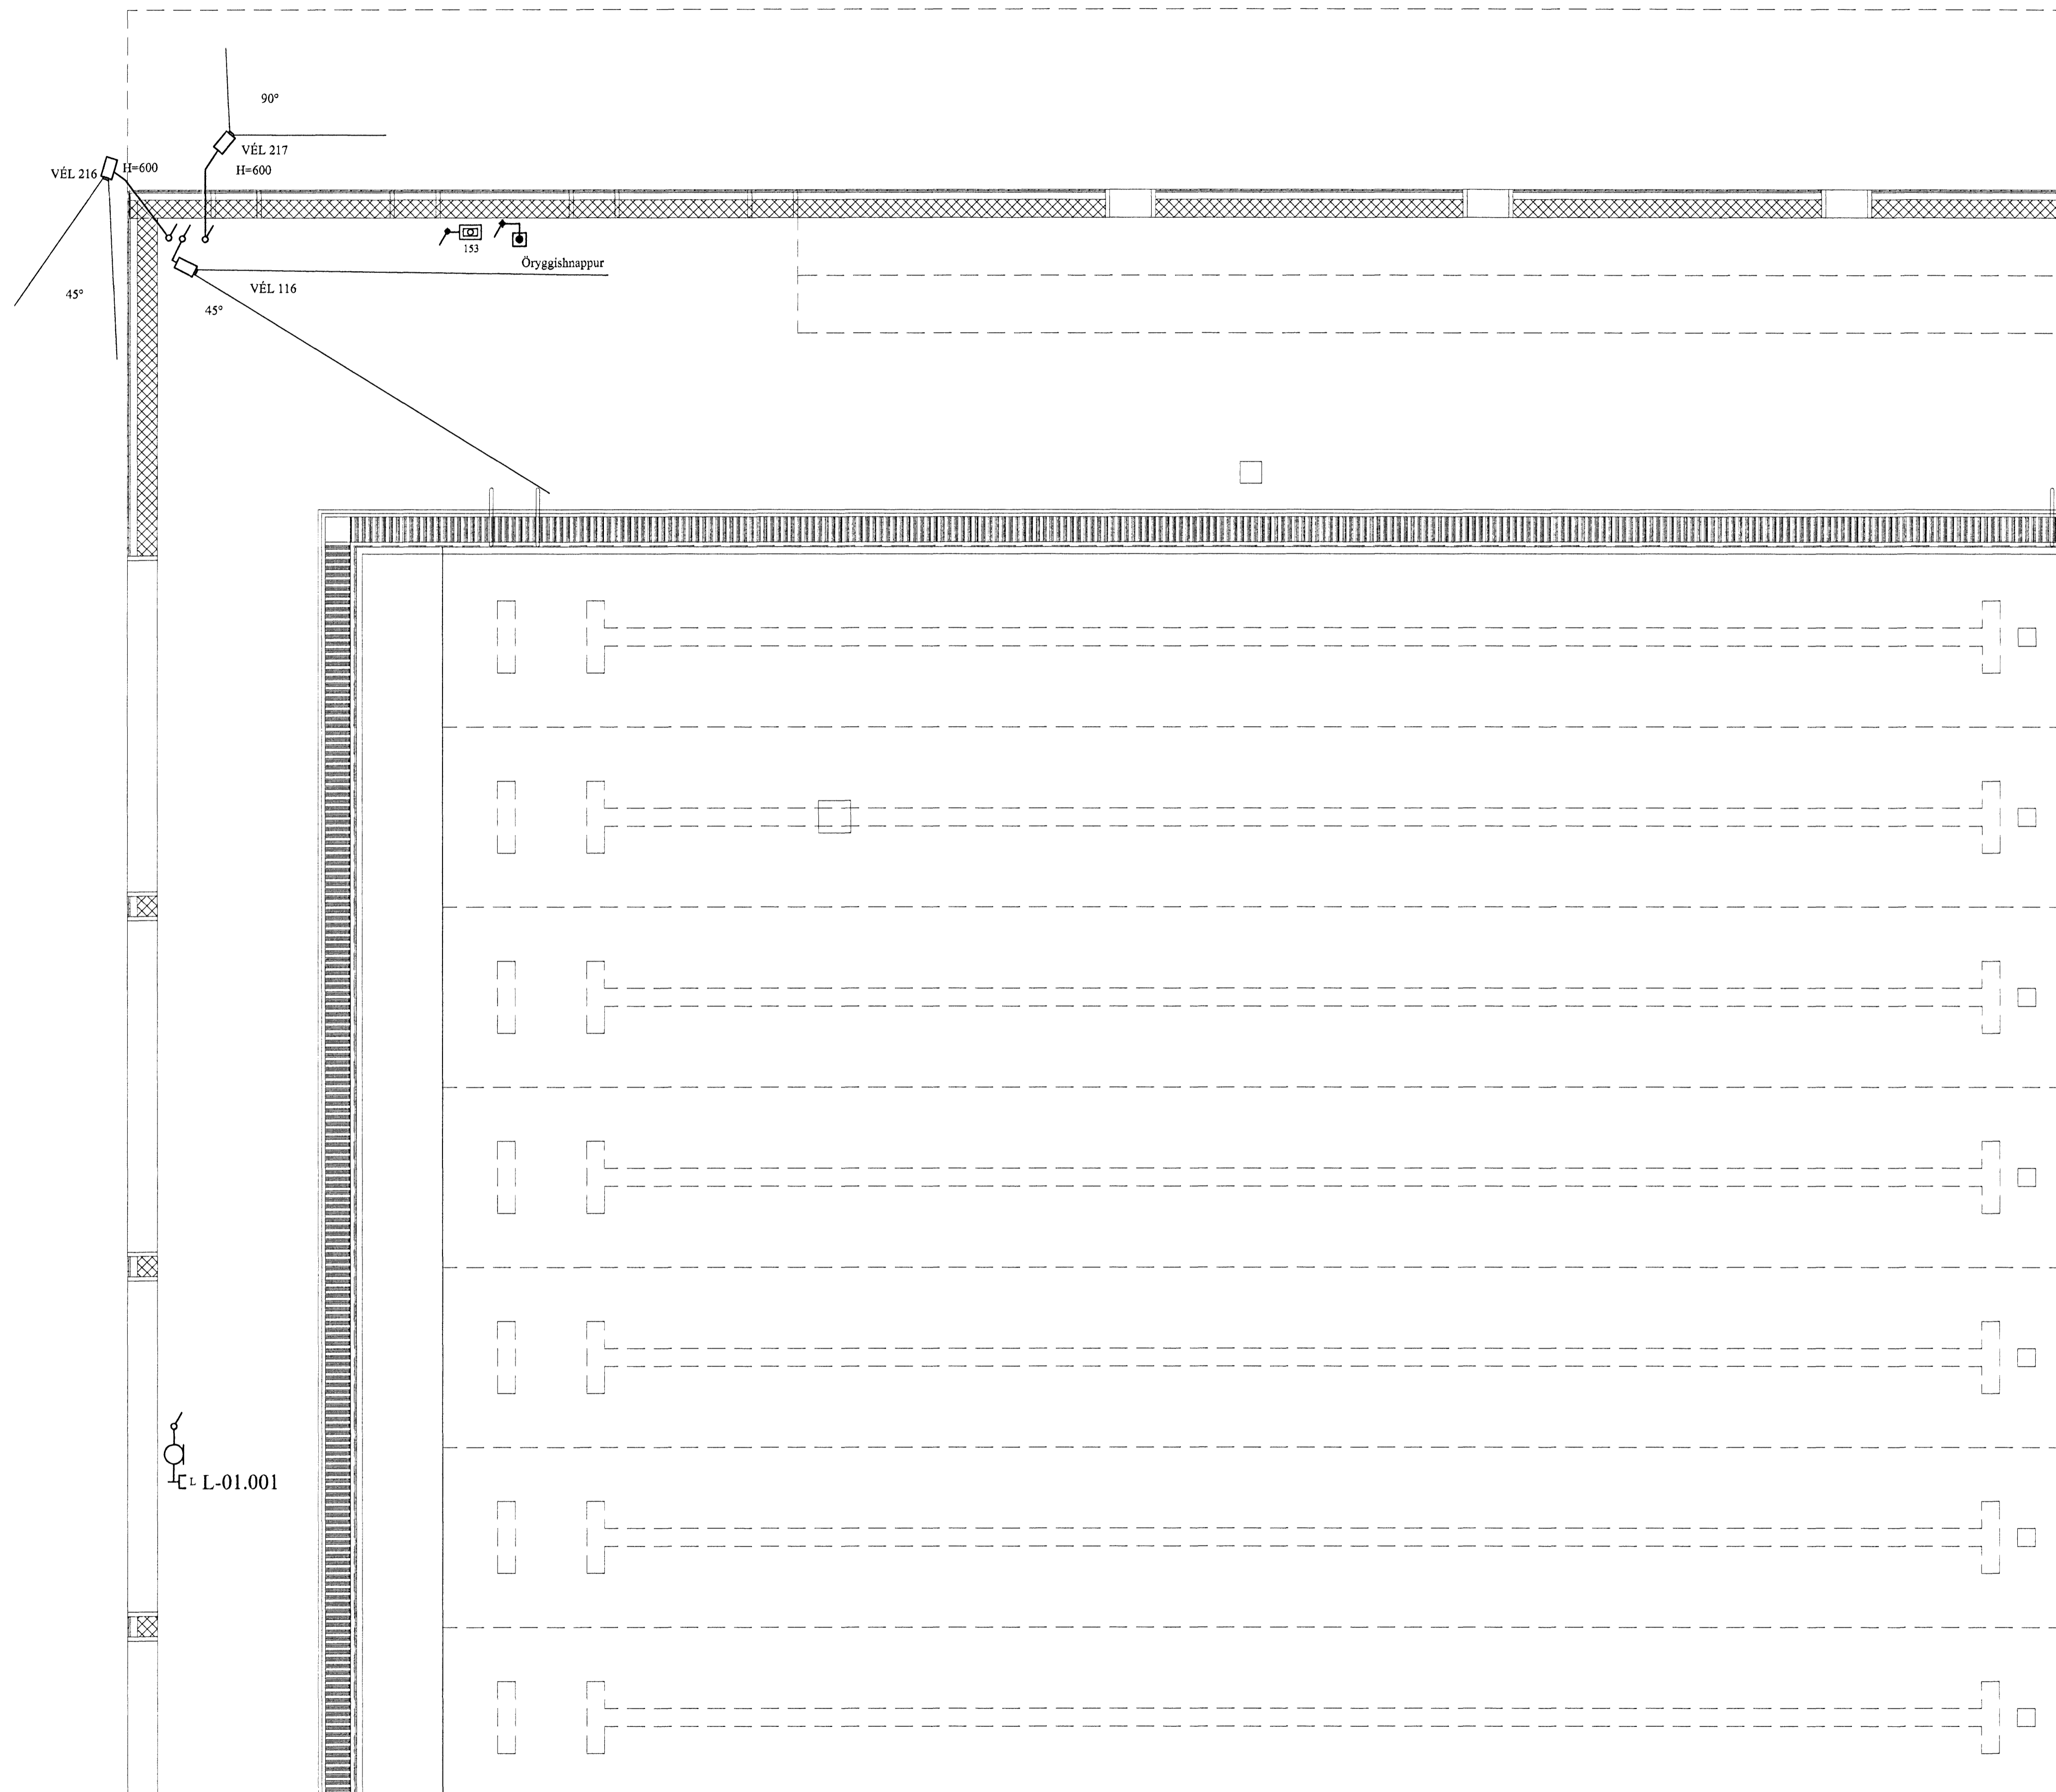 90°
VÉL 217
H=600
VÉL 216
H=600
153
Öryggishnappur
VÉL 116
45°
45°
L L-01.001